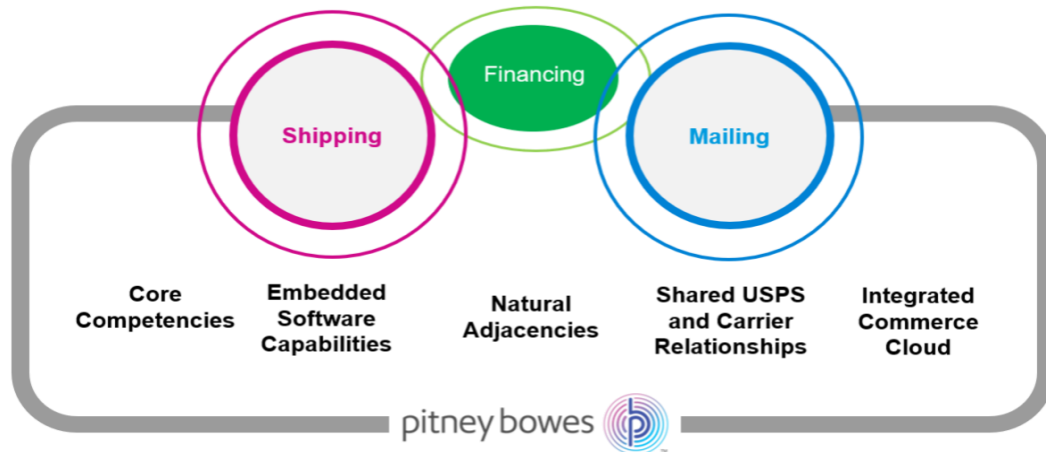 Financing
Shipping
Mailing
Core
Competencies
Embedded
Software
Capabilities
Natural
Adjacencies
Shared USPS
and Carrier
Relationships
Integrated
Commerce
Cloud
pitney bowes